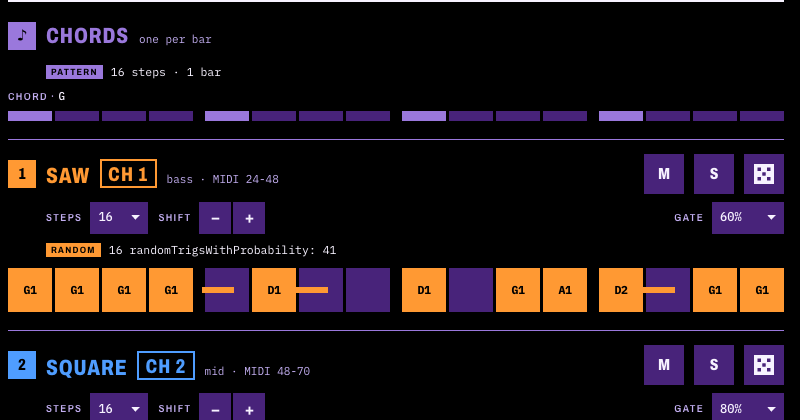 ♪ CHORDS one per bar
PATTERN 16 steps · 1 bar
CHORD · G
1 SAW CH 1 bass · MIDI 24-48 M S
STEPS 16 SHIFT − + GATE 60%
RANDOM 16 randomTrigsWithProbability: 41
G1 G1 G1 G1 D1 D1 G1 A1 D2 G1 G1
2 SQUARE CH 2 mid · MIDI 48-70 M S
STEPS 16 SHIFT − + GATE 80%